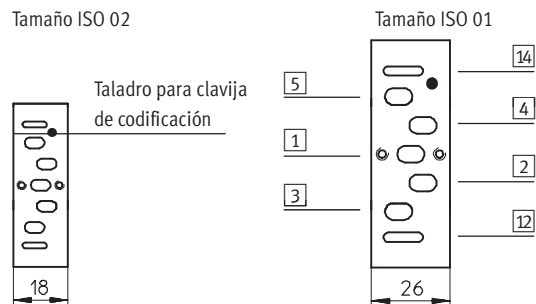 Tamaño ISO 02
Tamaño ISO 01
Taladro para clavija
de codificación
5
1
3
14
4
2
12
18
26